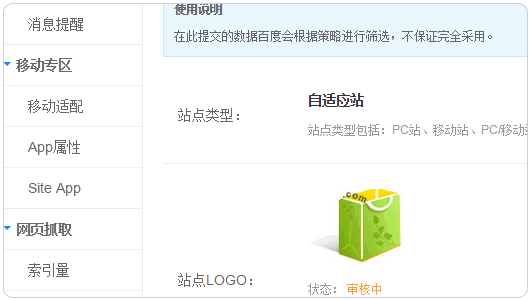 消息提醒
移动专区
移动适配
App属性
Site App
网页抓取
索引量
使用说明
在此提交的数据百度会根据策略进行筛选，不保证完全采用。
站点类型：
自适应站
站点类型包括：PC站、移动站、PC/移动站
.com
站点LOGO：
状态： 审核中